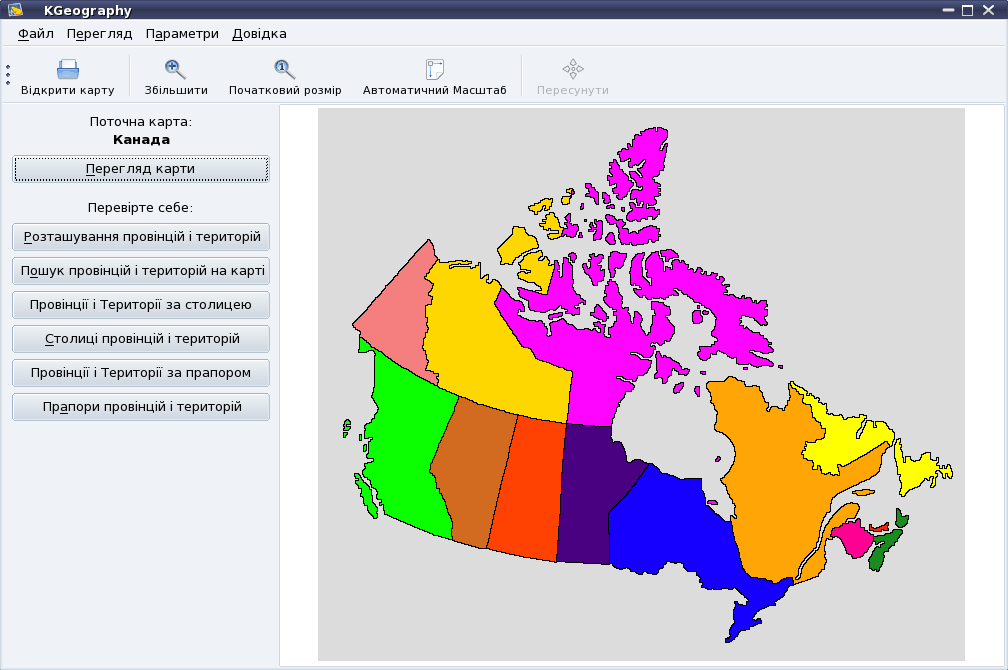 KGeography
Файл Перегляд Параметри Довідка
Відкрити карту Збільшити Початковий розмір Автоматичний Масштаб Пересунути
Поточна карта:
Канада
Перегляд карти
Перевірте себе:
Розташування провінцій і територій
Пошук провінцій і територій на карті
Провінції і Території за столицею
Столиці провінцій і територій
Провінції і Території за прапором
Прапори провінцій і територій